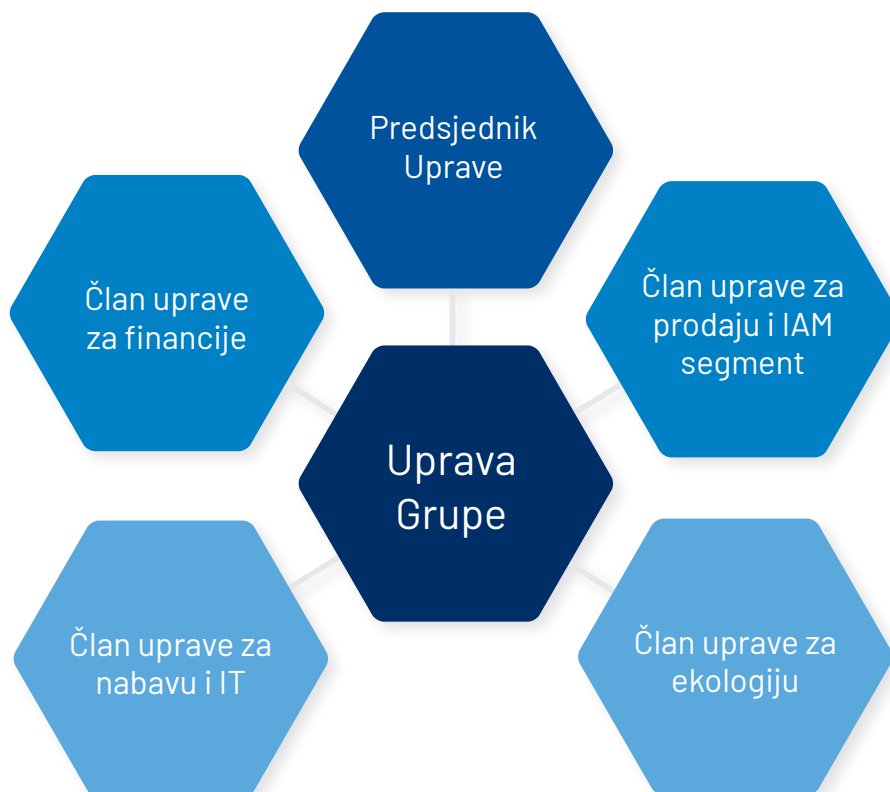 Predsjednik
Uprave
Član uprave
za financije
Član uprave za
prodaju i IAM
segment
Uprava
Grupe
Član uprave za
nabavu i IT
Član uprave za
ekologiju